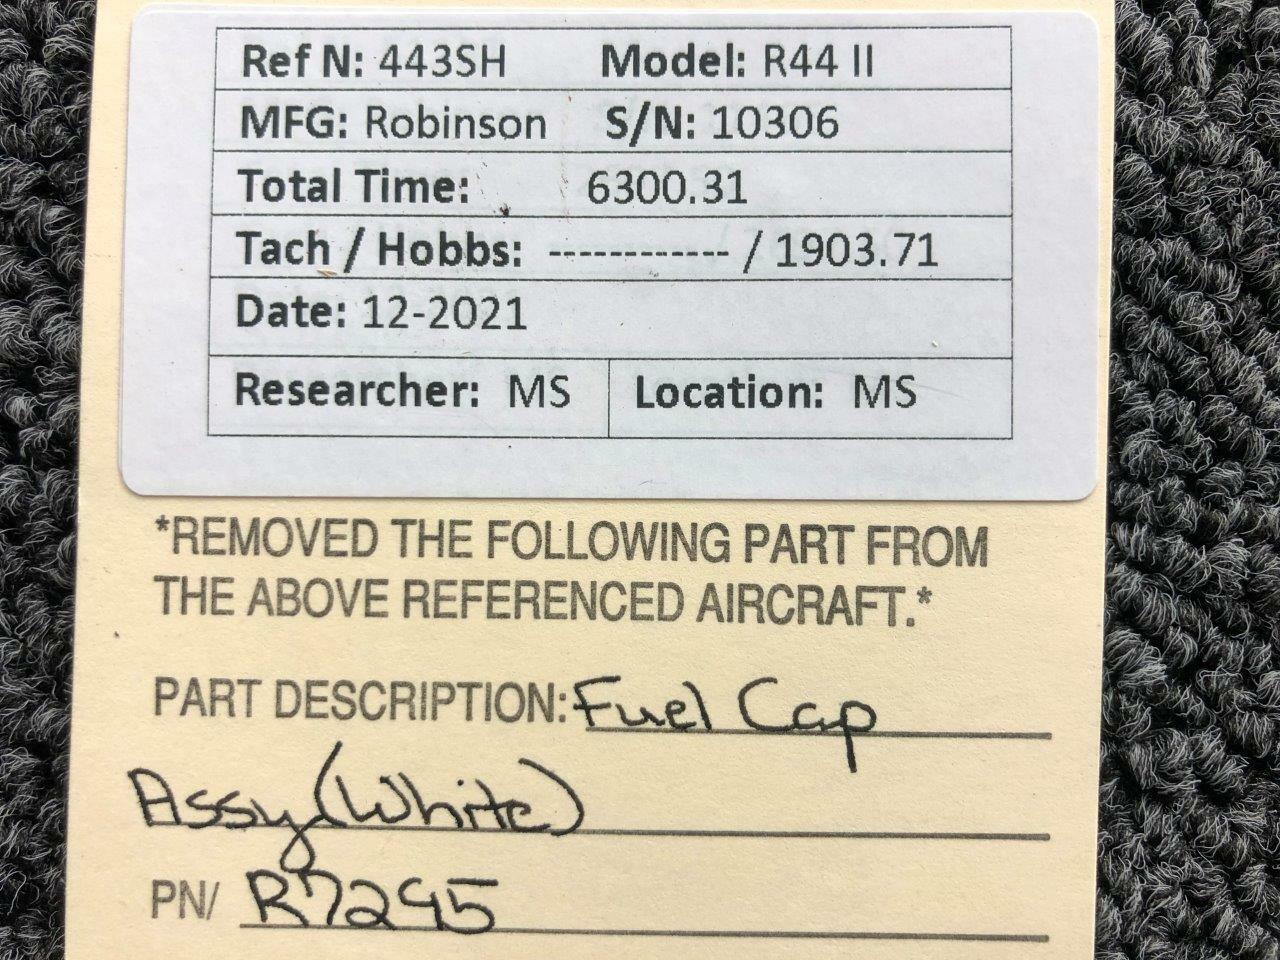 Ref N: 443SH Model: R44 II
MFG: Robinson S/N: 10306
Total Time: 6300.31
Tach / Hobbs: ------------ / 1903.71
Date: 12-2021
Researcher: MS Location: MS
*REMOVED THE FOLLOWING PART FROM
THE ABOVE REFERENCED AIRCRAFT.*
PART DESCRIPTION: Fuel Cap
Assy (White)
PN/ R7245